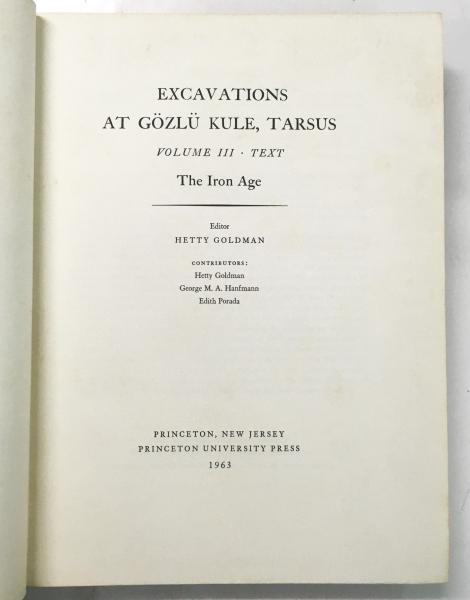 EXCAVATIONS
AT GÖZLÜ KULE, TARSUS
VOLUME III · TEXT
The Iron Age
Editor
HETTY GOLDMAN
CONTRIBUTORS:
Hetty Goldman
George M. A. Hanfmann
Edith Porada
PRINCETON, NEW JERSEY
PRINCETON UNIVERSITY PRESS
1963